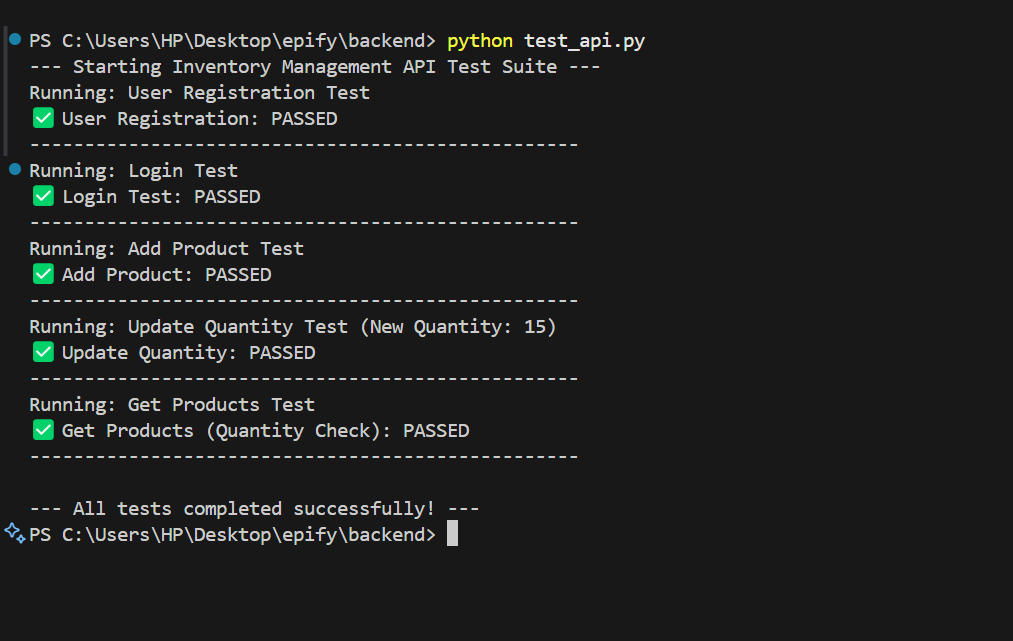 PS C:\Users\HP\Desktop\epify\backend> python test_api.py
--- Starting Inventory Management API Test Suite ---
Running: User Registration Test
✅ User Registration: PASSED
--------------------------------------------------
Running: Login Test
✅ Login Test: PASSED
--------------------------------------------------
Running: Add Product Test
✅ Add Product: PASSED
--------------------------------------------------
Running: Update Quantity Test (New Quantity: 15)
✅ Update Quantity: PASSED
--------------------------------------------------
Running: Get Products Test
✅ Get Products (Quantity Check): PASSED
--------------------------------------------------
--- All tests completed successfully! ---
PS C:\Users\HP\Desktop\epify\backend>